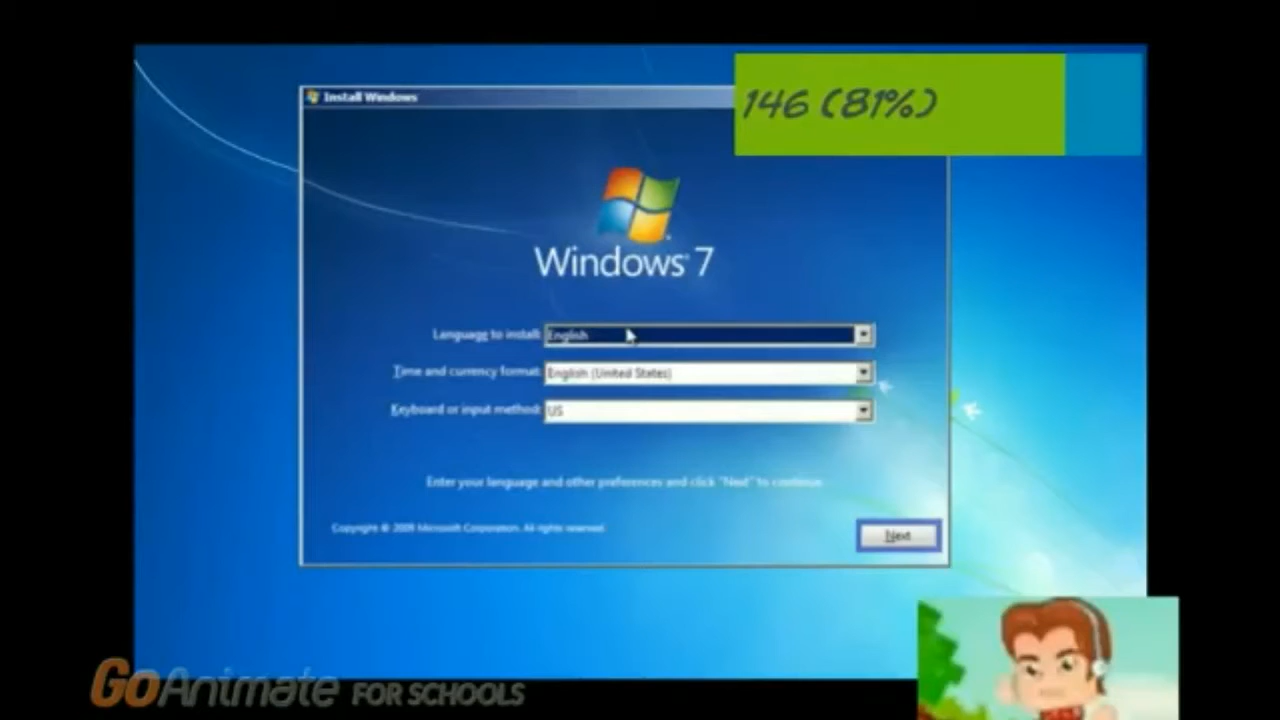 146 (81%)
Install Windows
Windows 7
Language to install: English
Time and currency format: English (United States)
Keyboard or input method: US
Enter your language and other preferences and click "Next" to continue.
Copyright © 2009 Microsoft Corporation. All rights reserved.
Next
GoAnimate FOR SCHOOLS